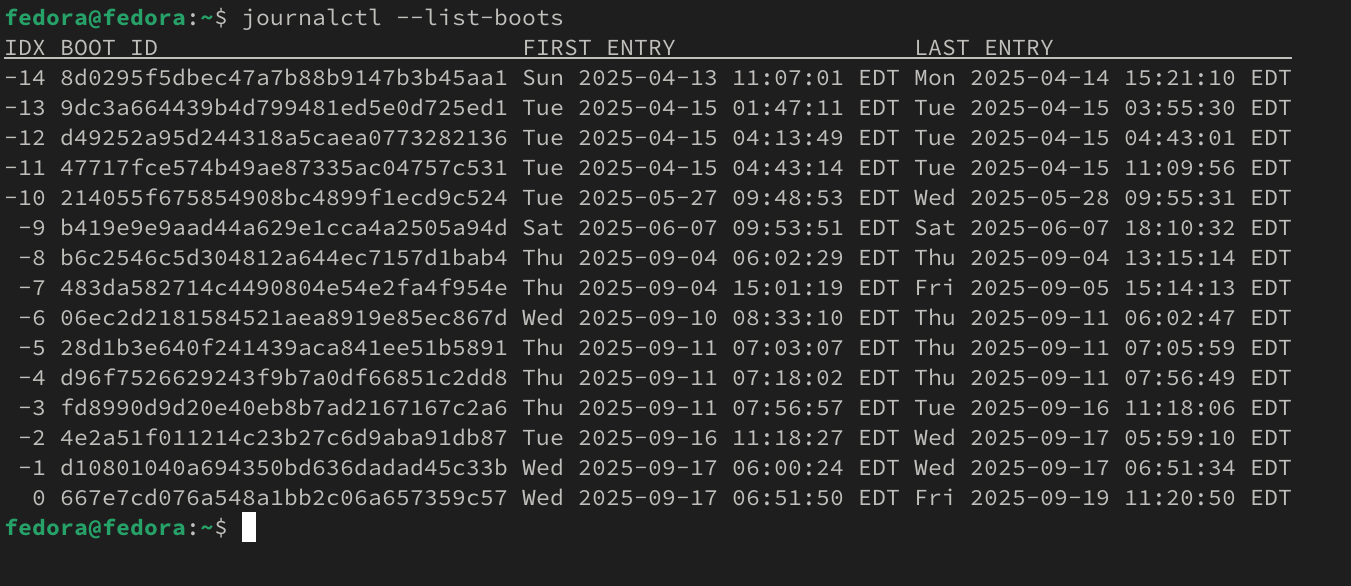 fedora@fedora:~$ journalctl --list-boots
IDX BOOT ID                          FIRST ENTRY                 LAST ENTRY
-14 8d0295f5dbec47a7b88b9147b3b45aa1 Sun 2025-04-13 11:07:01 EDT Mon 2025-04-14 15:21:10 EDT
-13 9dc3a664439b4d799481ed5e0d725ed1 Tue 2025-04-15 01:47:11 EDT Tue 2025-04-15 03:55:30 EDT
-12 d49252a95d244318a5caea0773282136 Tue 2025-04-15 04:13:49 EDT Tue 2025-04-15 04:43:01 EDT
-11 47717fce574b49ae87335ac04757c531 Tue 2025-04-15 04:43:14 EDT Tue 2025-04-15 11:09:56 EDT
-10 214055f675854908bc4899f1ecd9c524 Tue 2025-05-27 09:48:53 EDT Wed 2025-05-28 09:55:31 EDT
 -9 b419e9e9aad44a629e1cca4a2505a94d Sat 2025-06-07 09:53:51 EDT Sat 2025-06-07 18:10:32 EDT
 -8 b6c2546c5d304812a644ec7157d1bab4 Thu 2025-09-04 06:02:29 EDT Thu 2025-09-04 13:15:14 EDT
 -7 483da582714c4490804e54e2fa4f954e Thu 2025-09-04 15:01:19 EDT Fri 2025-09-05 15:14:13 EDT
 -6 06ec2d2181584521aea8919e85ec867d Wed 2025-09-10 08:33:10 EDT Thu 2025-09-11 06:02:47 EDT
 -5 28d1b3e640f241439aca841ee51b5891 Thu 2025-09-11 07:03:07 EDT Thu 2025-09-11 07:05:59 EDT
 -4 d96f7526629243f9b7a0df66851c2dd8 Thu 2025-09-11 07:18:02 EDT Thu 2025-09-11 07:56:49 EDT
 -3 fd8990d9d20e40eb8b7ad2167167c2a6 Thu 2025-09-11 07:56:57 EDT Tue 2025-09-16 11:18:06 EDT
 -2 4e2a51f011214c23b27c6d9aba91db87 Tue 2025-09-16 11:18:27 EDT Wed 2025-09-17 05:59:10 EDT
 -1 d10801040a694350bd636dadad45c33b Wed 2025-09-17 06:00:24 EDT Wed 2025-09-17 06:51:34 EDT
  0 667e7cd076a548a1bb2c06a657359c57 Wed 2025-09-17 06:51:50 EDT Fri 2025-09-19 11:20:50 EDT
fedora@fedora:~$